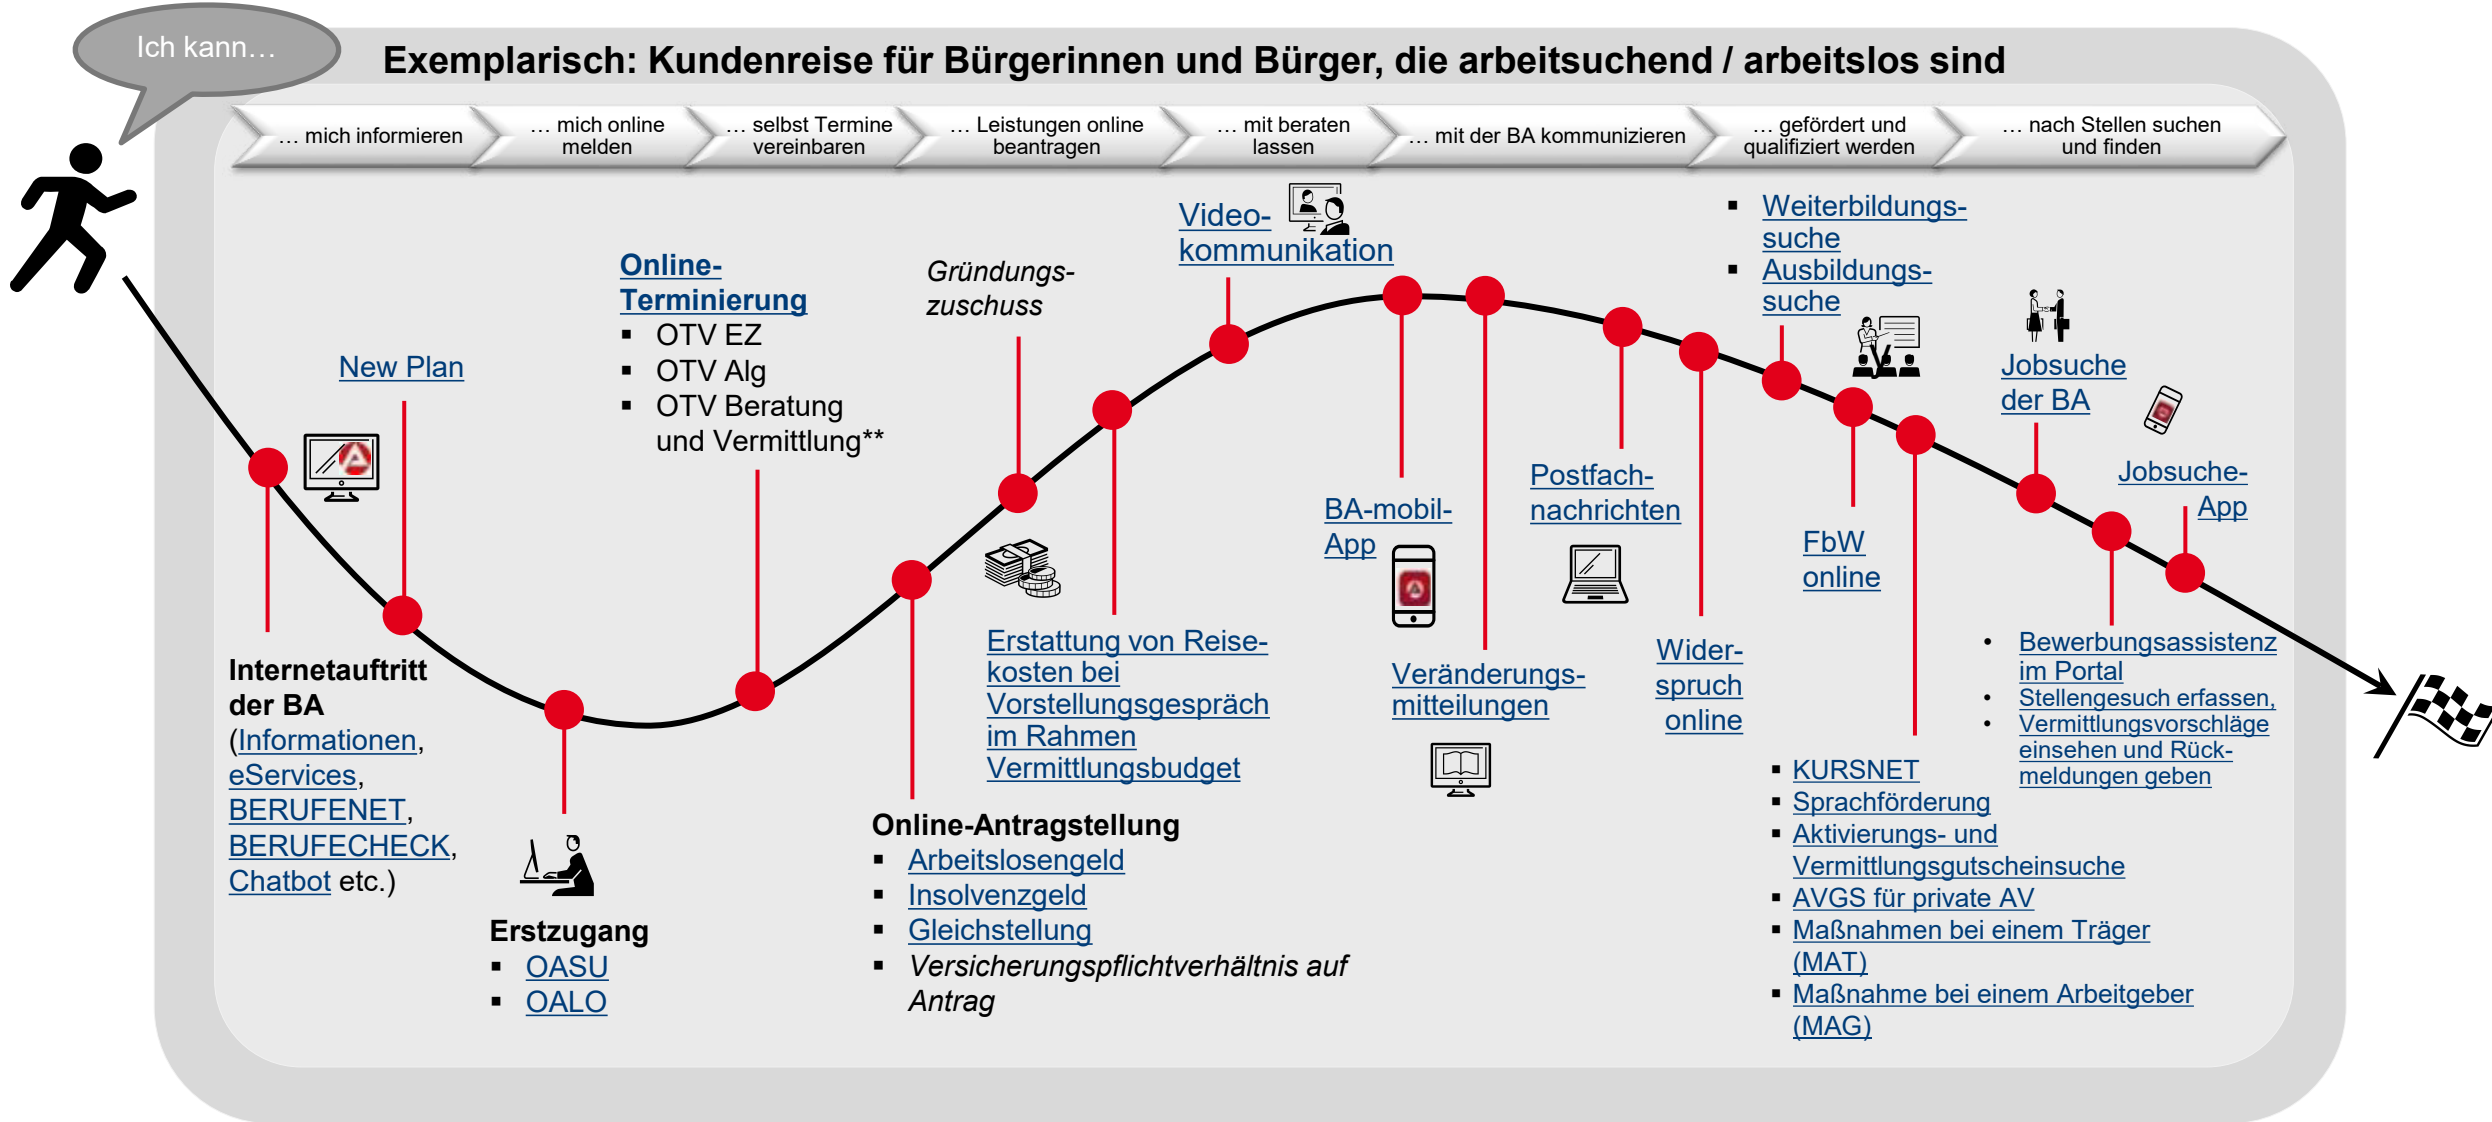 Ich kann…
Exemplarisch: Kundenreise für Bürgerinnen und Bürger, die arbeitsuchend / arbeitslos sind
… mich informieren
… mich online
melden
… selbst Termine
vereinbaren
… Leistungen online
beantragen
… mit beraten
lassen
… mit der BA kommunizieren
… gefördert und
qualifiziert werden
… nach Stellen suchen
und finden
Internetauftritt
der BA
(Informationen,
eServices,
BERUFENET,
BERUFECHECK,
Chatbot etc.)
New Plan
Erstzugang
▪ OASU
▪ OALO
Online-
Terminierung
▪ OTV EZ
▪ OTV Alg
▪ OTV Beratung
und Vermittlung**
Online-Antragstellung
▪ Arbeitslosengeld
▪ Insolvenzgeld
▪ Gleichstellung
▪ Versicherungspflichtverhältnis auf
Antrag
Gründungs-
zuschuss
Erstattung von Reise-
kosten bei
Vorstellungsgespräch
im Rahmen
Vermittlungsbudget
Video-
kommunikation
BA-mobil-
App
Veränderungs-
mitteilungen
Postfach-
nachrichten
Wider-
spruch
online
▪ Weiterbildungs-
suche
▪ Ausbildungs-
suche
FbW
online
▪ KURSNET
▪ Sprachförderung
▪ Aktivierungs- und
Vermittlungsgutscheinsuche
▪ AVGS für private AV
▪ Maßnahmen bei einem Träger
(MAT)
▪ Maßnahme bei einem Arbeitgeber
(MAG)
Jobsuche
der BA
• Bewerbungsassistenz
im Portal
• Stellengesuch erfassen,
• Vermittlungsvorschläge
einsehen und Rück-
meldungen geben
Jobsuche-
App